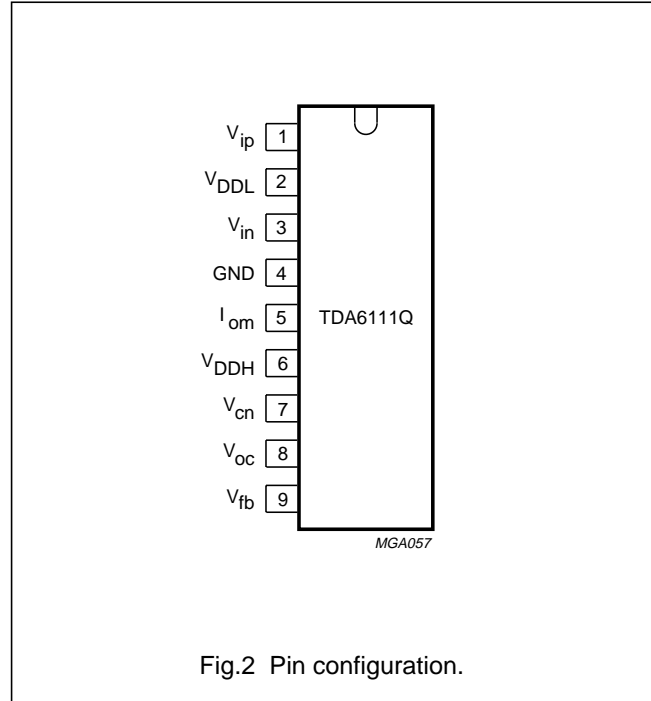 V_ip 1
V_DDL 2
V_in 3
GND 4
I_om 5
TDA6111Q
V_DDH 6
V_cn 7
V_oc 8
V_fb 9
MGA057
Fig.2 Pin configuration.